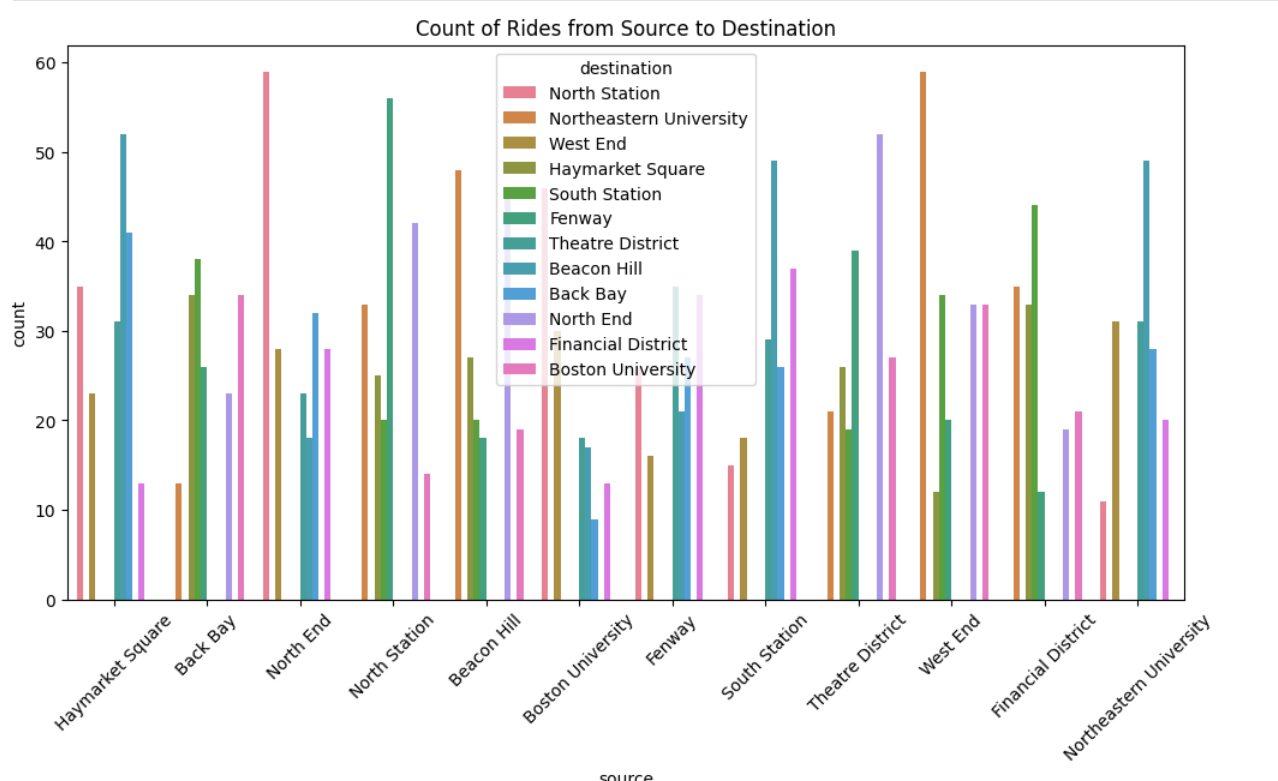 Count of Rides from Source to Destination
count
60
50
40
30
20
10
0
destination
North Station
Northeastern University
West End
Haymarket Square
South Station
Fenway
Theatre District
Beacon Hill
Back Bay
North End
Financial District
Boston University
Haymarket Square
Back Bay
North End
North Station
Beacon Hill
Boston University
Fenway
South Station
Theatre District
West End
Financial District
Northeastern University
source